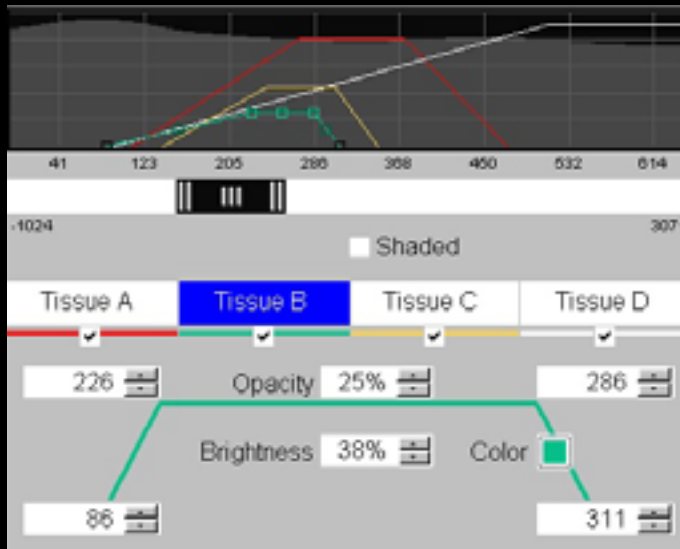 41 123 205 286 368 460 532 614
-1024 307
Shaded
Tissue A Tissue B Tissue C Tissue D
226 Opacity 25% 286
Brightness 38% Color
86 311